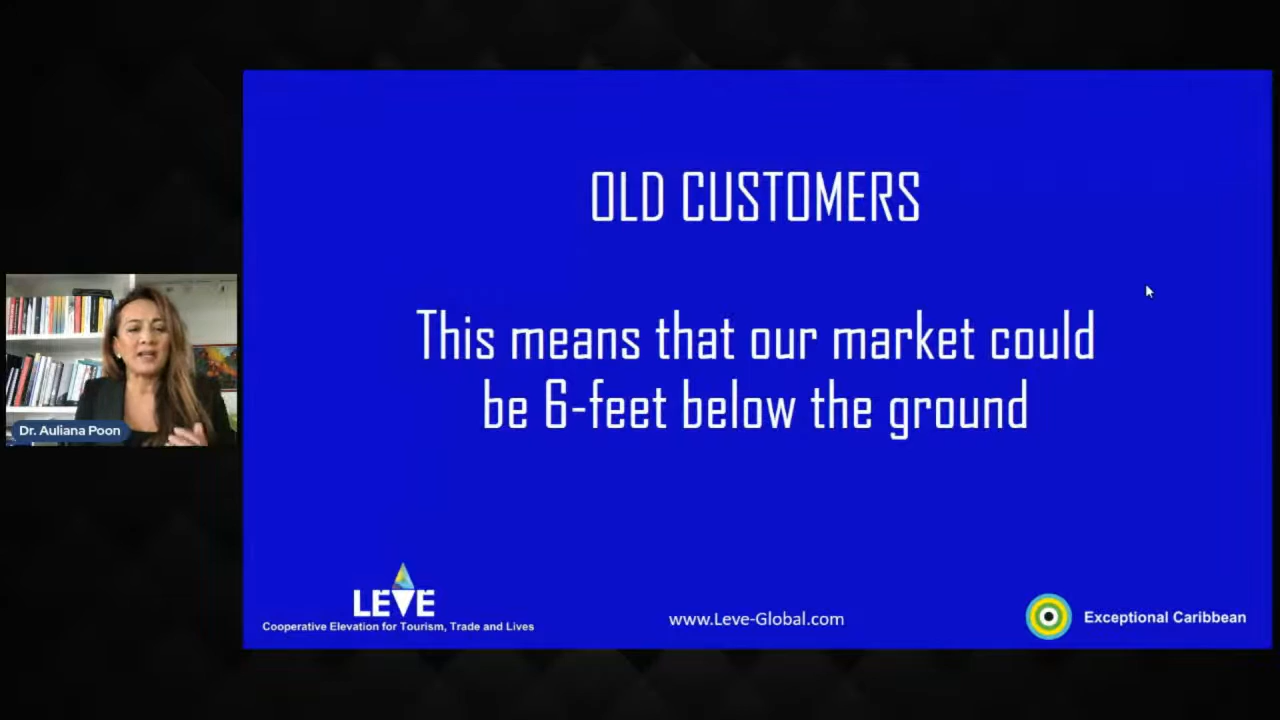 OLD CUSTOMERS
This means that our market could
be 6-feet below the ground
Dr. Auliana Poon
LEVE
Cooperative Elevation for Tourism, Trade and Lives
www.Leve-Global.com
Exceptional Caribbean